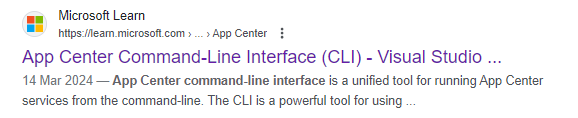 Microsoft Learn
https://learn.microsoft.com › ... › App Center
App Center Command-Line Interface (CLI) - Visual Studio ...
14 Mar 2024 — App Center command-line interface is a unified tool for running App Center
services from the command-line. The CLI is a powerful tool for using ...